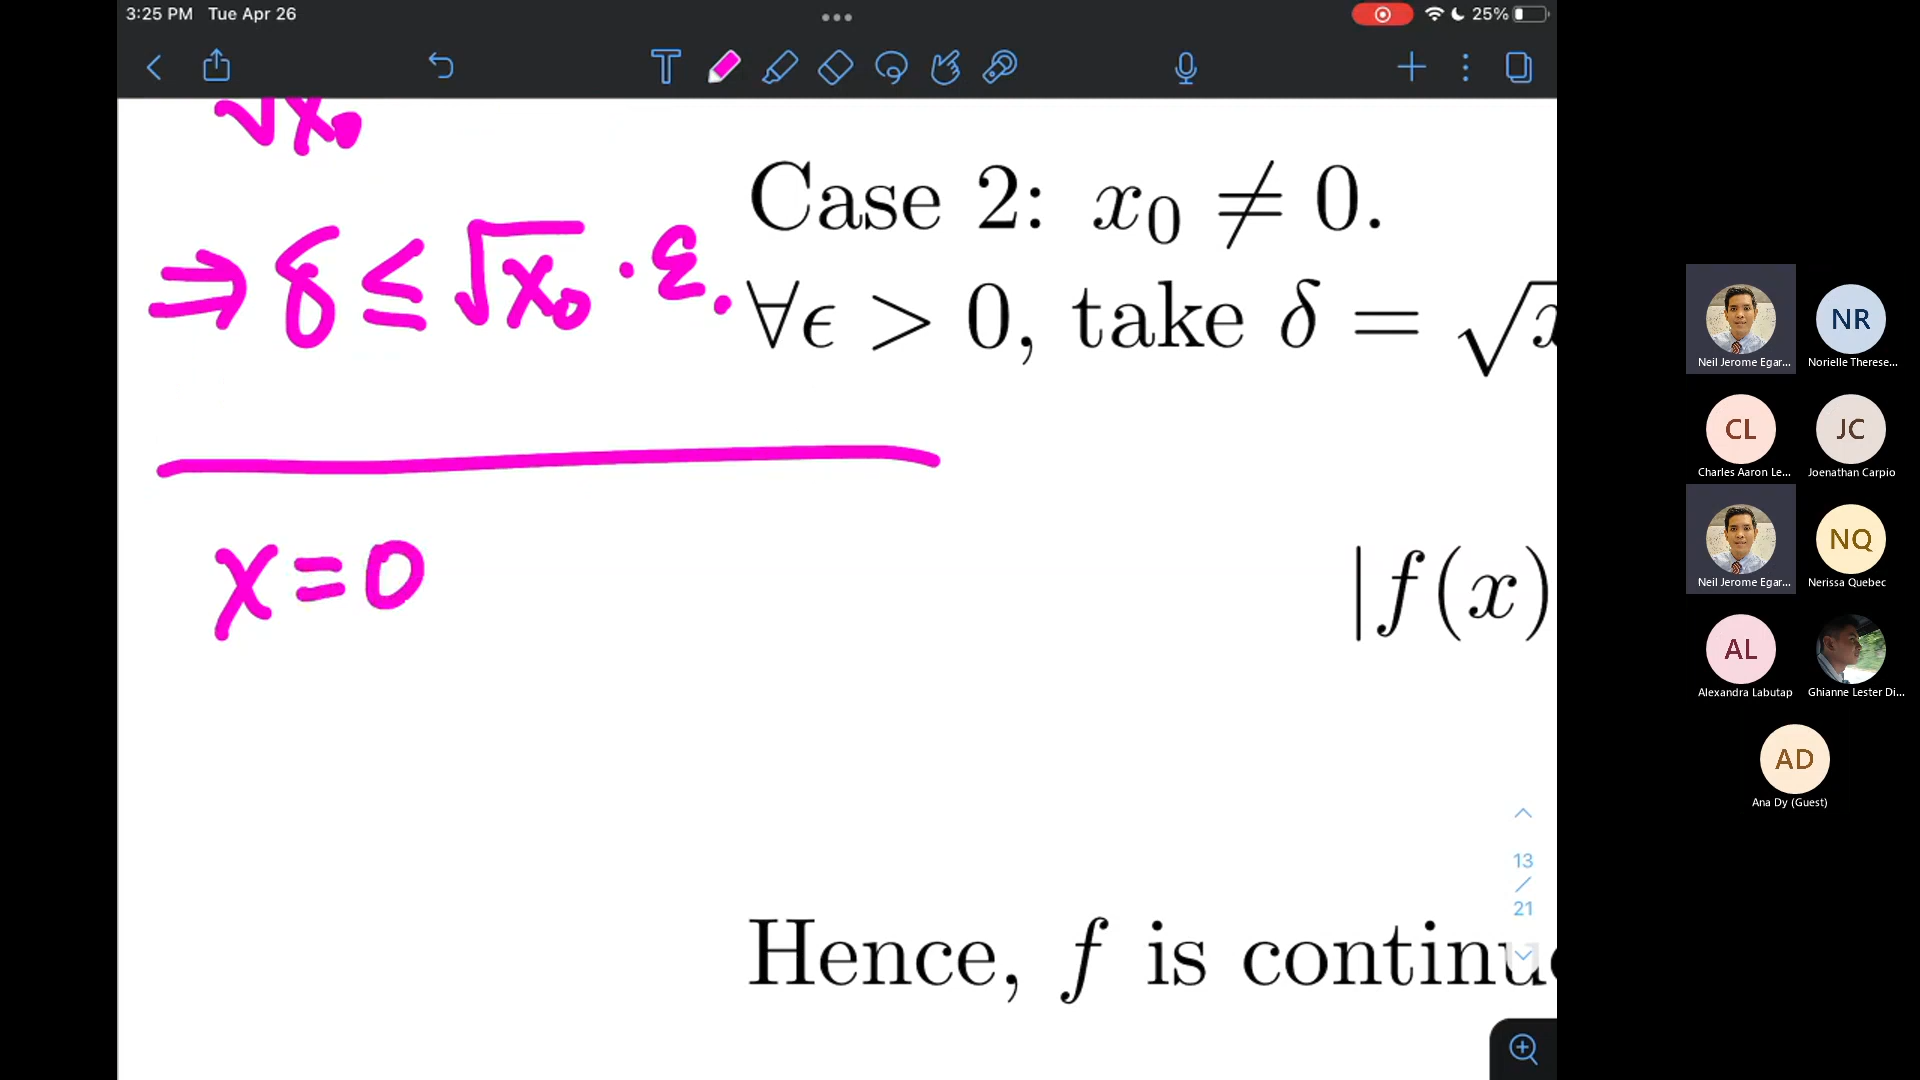 3:25 PM Tue Apr 26
25%
√x₀
⇒ δ ≤ √x₀ · ε.
x = 0
Case 2: x₀ ≠ 0.
∀ϵ > 0, take δ = √x
|f(x)
Hence, f is continu
13
/
21
Neil Jerome Egar...
NR
Norielle Therese...
CL
Charles Aaron Le...
JC
Joenathan Carpio
Neil Jerome Egar...
NQ
Nerissa Quebec
AL
Alexandra Labutap
Ghianne Lester Di...
AD
Ana Dy (Guest)